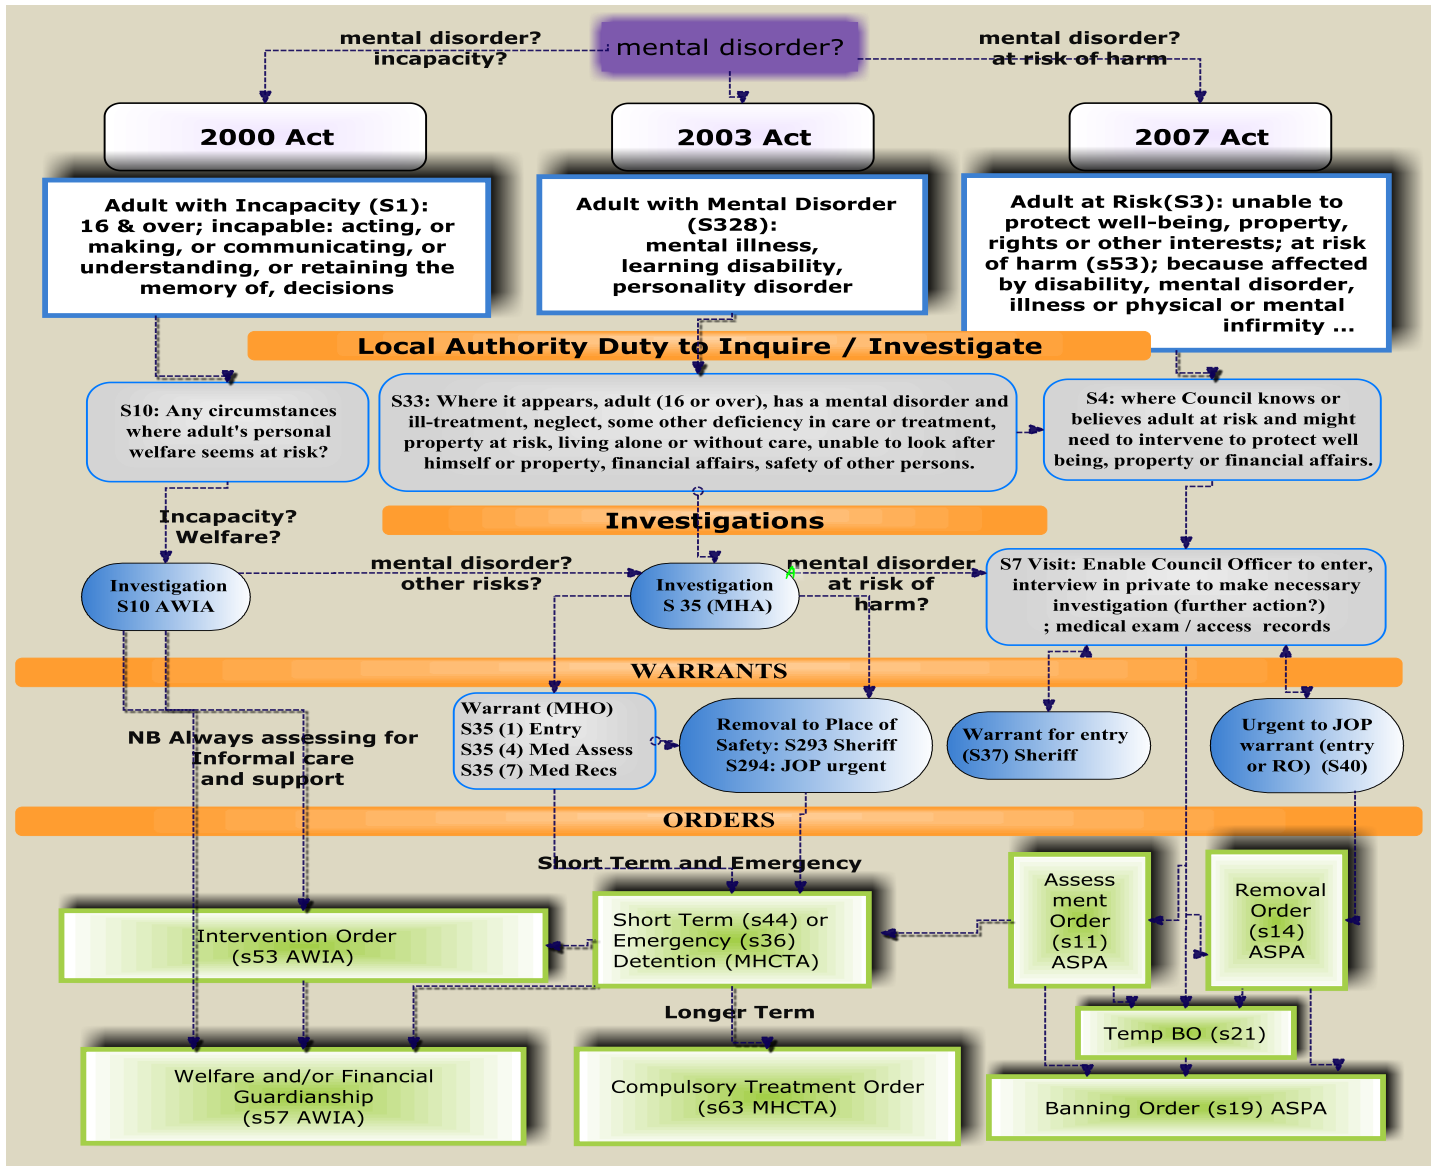 mental disorder?
incapacity?
mental disorder?
mental disorder?
at risk of harm
2000 Act
2003 Act
2007 Act
Adult with Incapacity (S1):
16 & over; incapable: acting, or
making, or communicating, or
understanding, or retaining the
memory of, decisions
Adult with Mental Disorder
(S328):
mental illness,
learning disability,
personality disorder
Adult at Risk(S3): unable to
protect well-being, property,
rights or other interests; at risk
of harm (s53); because affected
by disability, mental disorder,
illness or physical or mental
infirmity ...
Local Authority Duty to Inquire / Investigate
S10: Any circumstances
where adult's personal
welfare seems at risk?
S33: Where it appears, adult (16 or over), has a mental disorder and
ill-treatment, neglect, some other deficiency in care or treatment,
property at risk, living alone or without care, unable to look after
himself or property, financial affairs, safety of other persons.
S4: where Council knows or
believes adult at risk and might
need to intervene to protect well
being, property or financial affairs.
Incapacity?
Welfare?
Investigations
Investigation
S10 AWIA
mental disorder?
other risks?
Investigation
S 35 (MHA)
mental disorder
at risk of
harm?
S7 Visit: Enable Council Officer to enter,
interview in private to make necessary
investigation (further action?)
; medical exam / access records
WARRANTS
NB Always assessing for
Informal care
and support
Warrant (MHO)
S35 (1) Entry
S35 (4) Med Assess
S35 (7) Med Recs
Removal to Place of
Safety: S293 Sheriff
S294: JOP urgent
Warrant for entry
(S37) Sheriff
Urgent to JOP
warrant (entry
or RO) (S40)
ORDERS
Short Term and Emergency
Intervention Order
(s53 AWIA)
Short Term (s44) or
Emergency (s36)
Detention (MHCTA)
Assess
ment
Order
(s11)
ASPA
Removal
Order
(s14)
ASPA
Longer Term
Temp BO (s21)
Welfare and/or Financial
Guardianship
(s57 AWIA)
Compulsory Treatment Order
(s63 MHCTA)
Banning Order (s19) ASPA